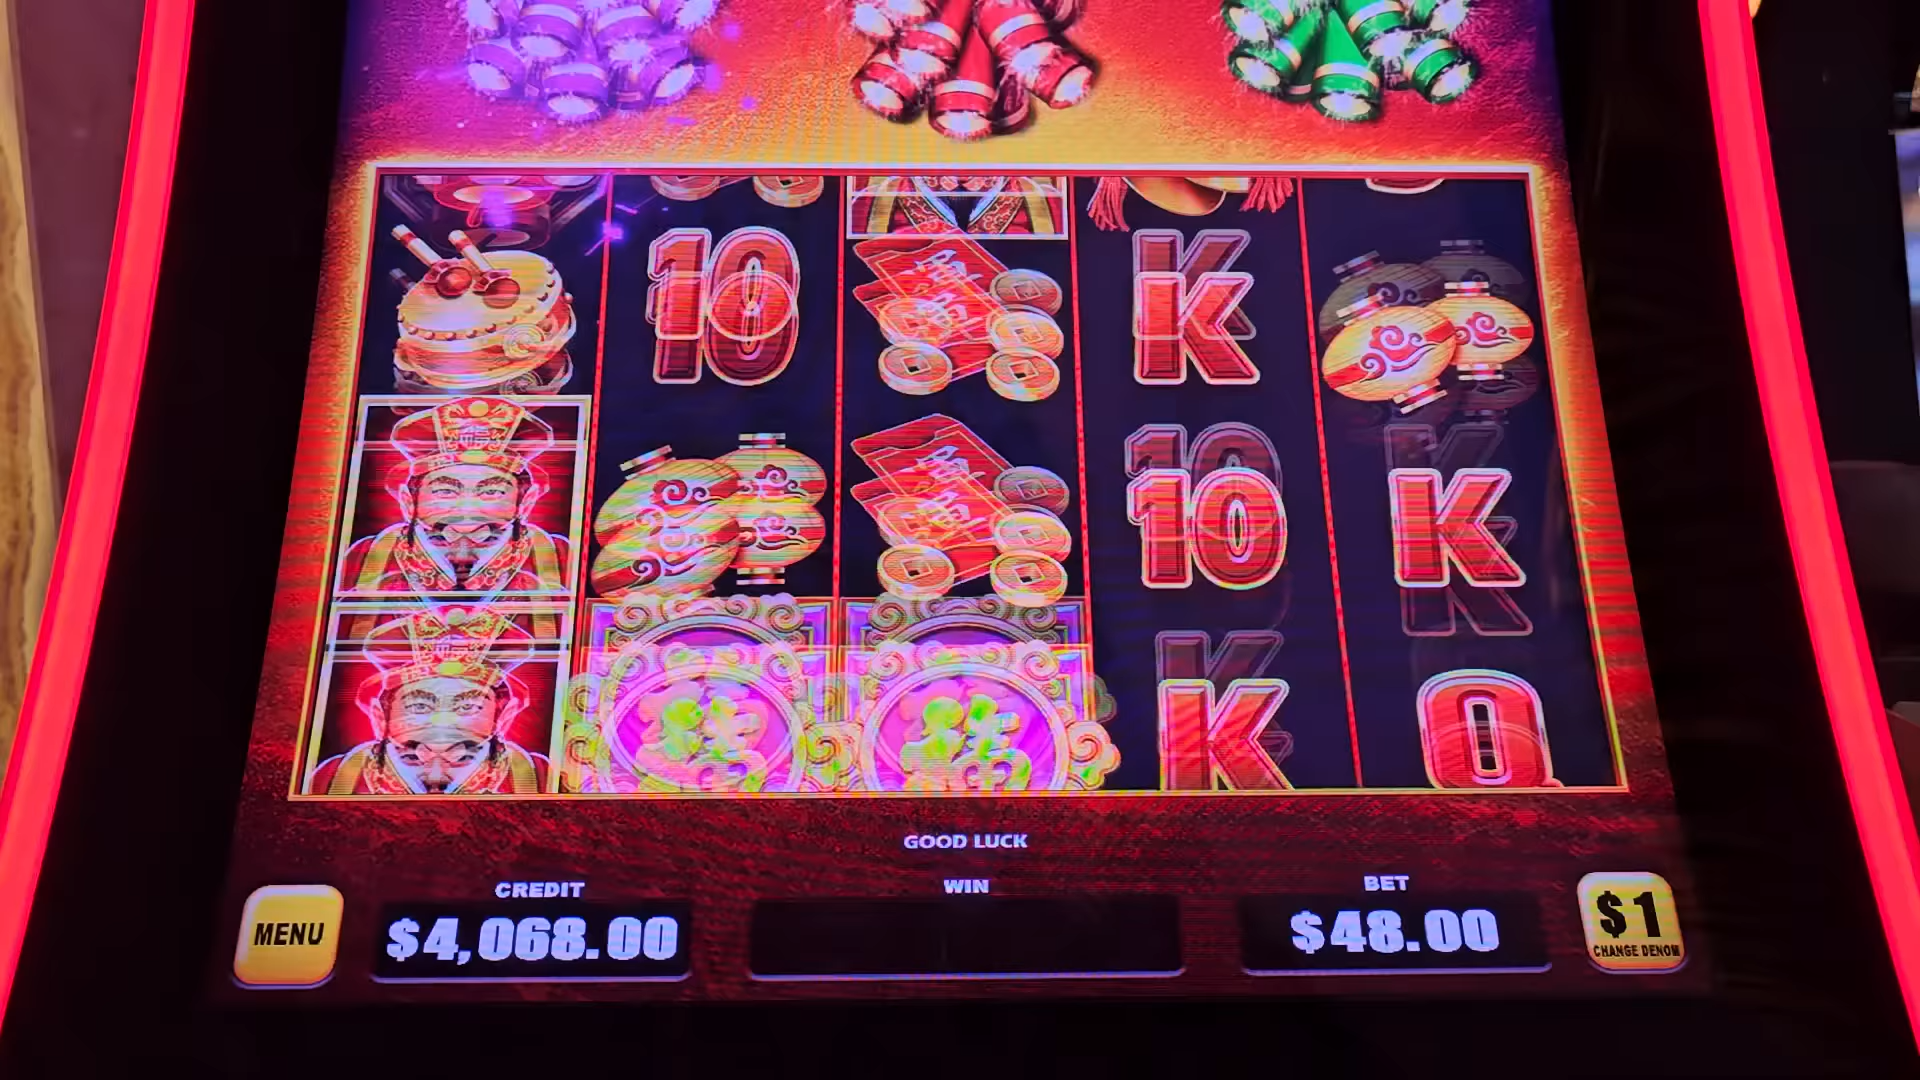 10
K
10
K
K
Q
GOOD LUCK
CREDIT
WIN
BET
MENU
$4,068.00
$48.00
$1
CHANGE DENOM